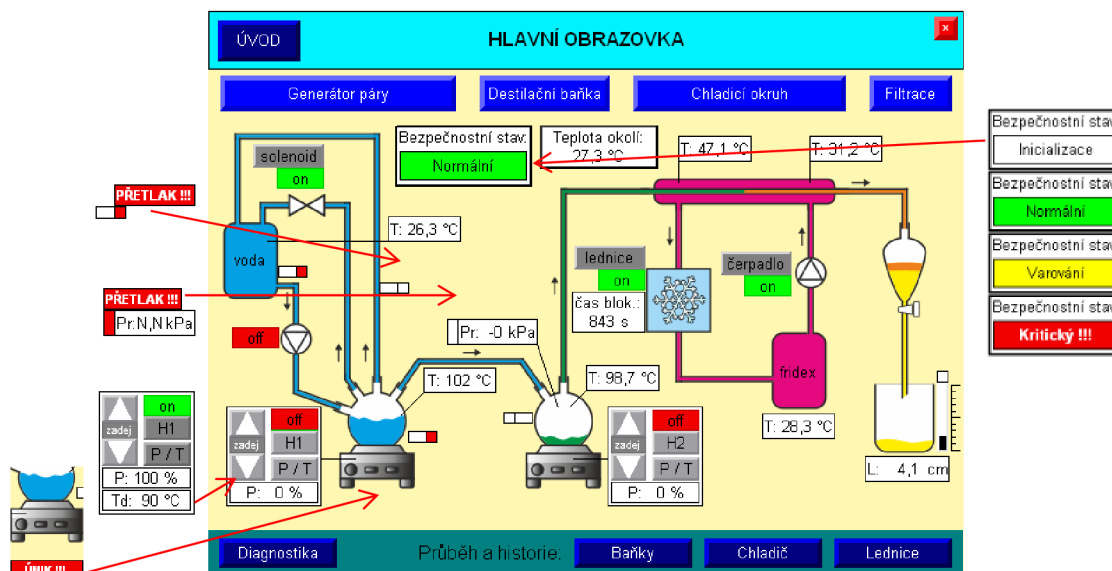 ÚVOD
HLAVNÍ OBRAZOVKA
x
Generátor páry
Destilační baňka
Chladicí okruh
Filtrace
Bezpečnostní stav:
Normální
Teplota okolí:
27,3 °C
T: 47,1 °C
T: 31,2 °C
solenoid
on
PŘETLAK !!!
T: 26,3 °C
voda
lednice
on
čas blok.:
843 s
čerpadlo
on
PŘETLAK !!!
Pr:N,N kPa
off
Pr: -0 kPa
T: 102 °C
T: 98,7 °C
fridex
T: 28,3 °C
on
zadej
H1
P / T
P: 100 %
Td: 90 °C
off
zadej
H1
P / T
P: 0 %
off
zadej
H2
P / T
P: 0 %
L: 4,1 cm
ÚNIK !!!
Diagnostika
Průběh a historie:
Baňky
Chladič
Lednice
Bezpečnostní stav
Inicializace
Bezpečnostní stav
Normální
Bezpečnostní stav
Varování
Bezpečnostní stav
Kritický !!!